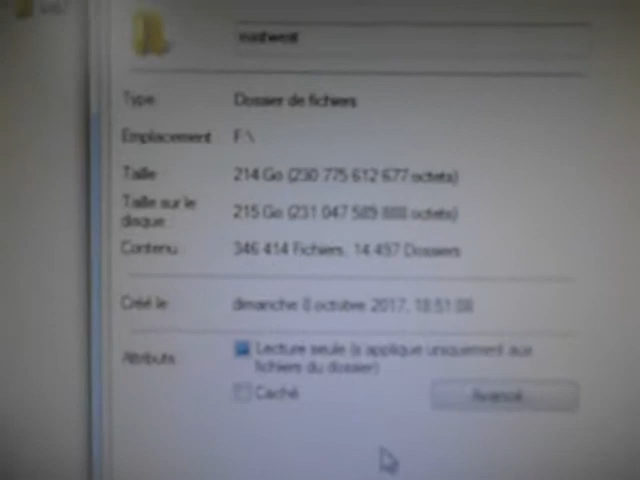 Type:
Dossier de fichiers
Emplacement
F:\
Taille
214 Go (230 775 612 677 octets)
Taille sur le
disque:
215 Go (231 047 589 888 octets)
Contenu:
346 414 Fichiers, 14 457 Dossiers
Créé le:
dimanche 8 octobre 2017, 18:51:08
Attributs:
Lecture seule (s'applique uniquement aux
fichiers du dossier)
Caché
Avancé